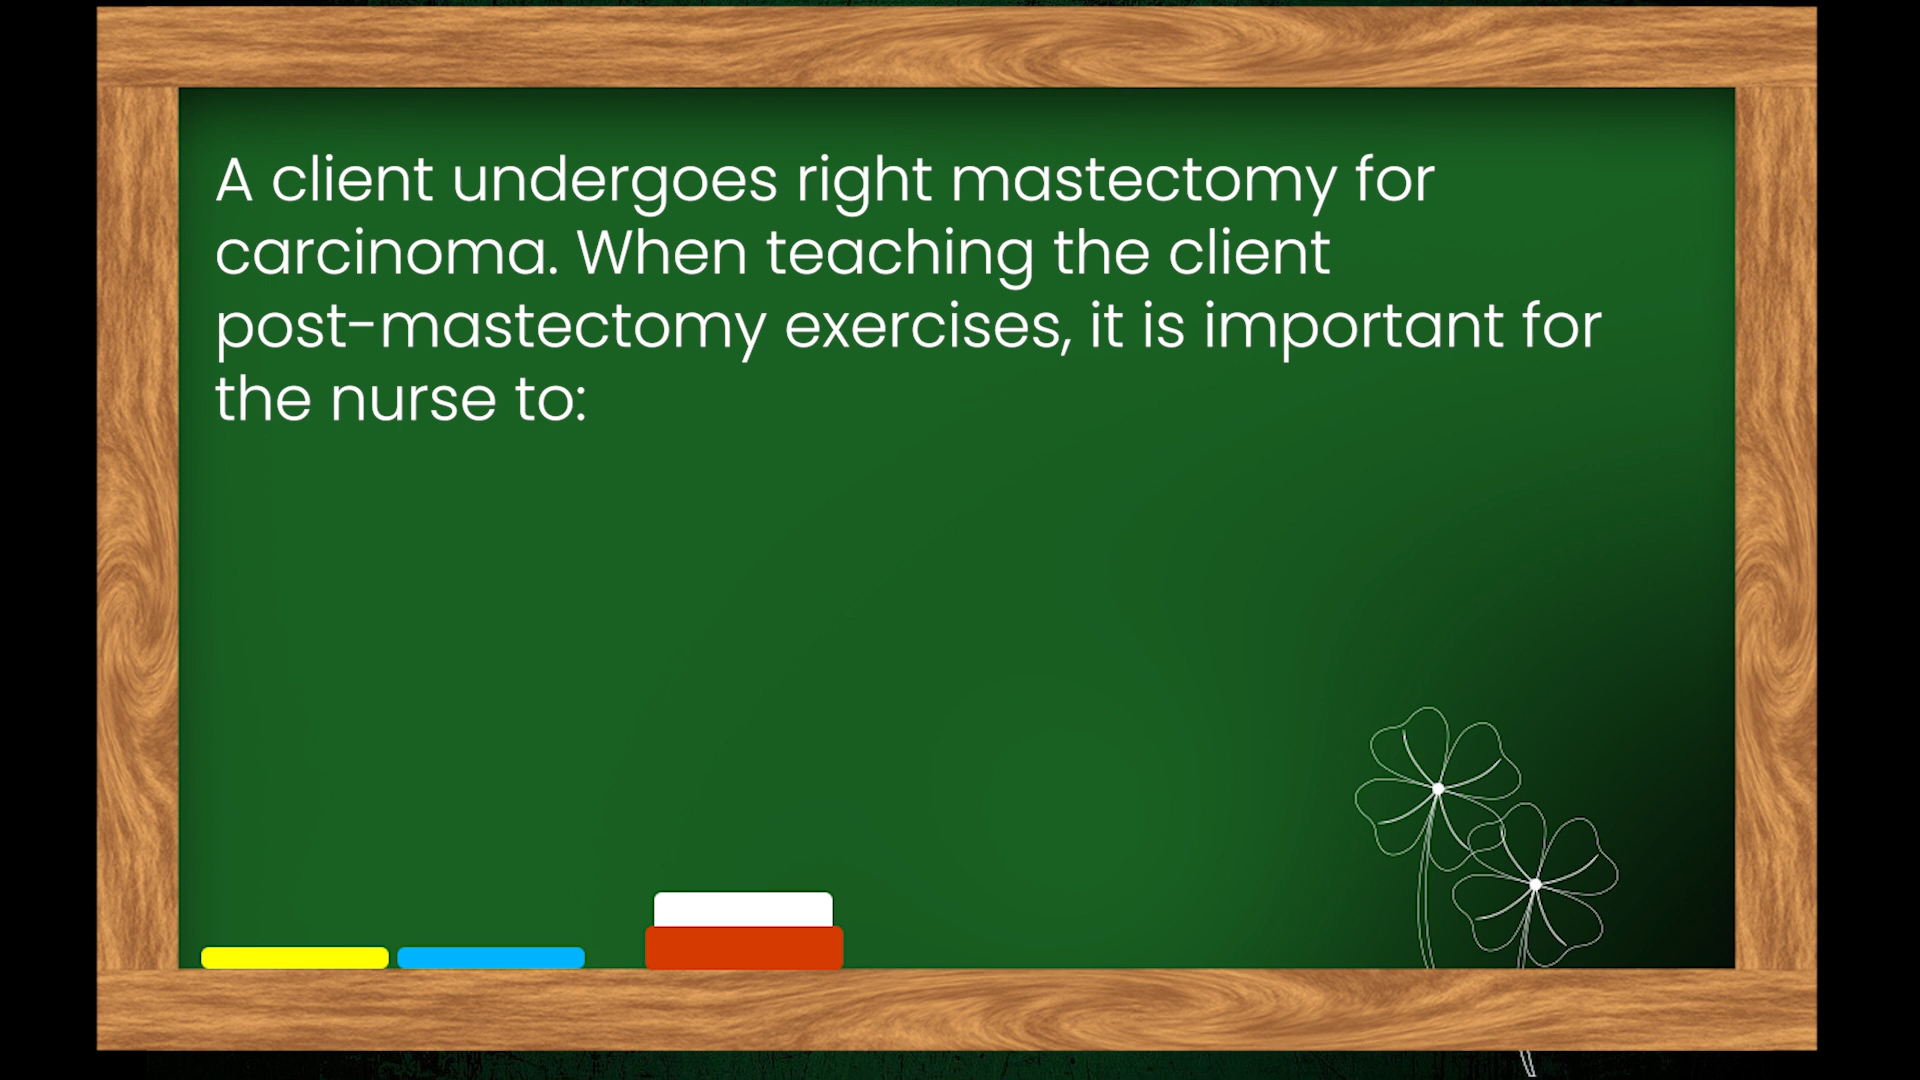 A client undergoes right mastectomy for
carcinoma. When teaching the client
post-mastectomy exercises, it is important for
the nurse to: